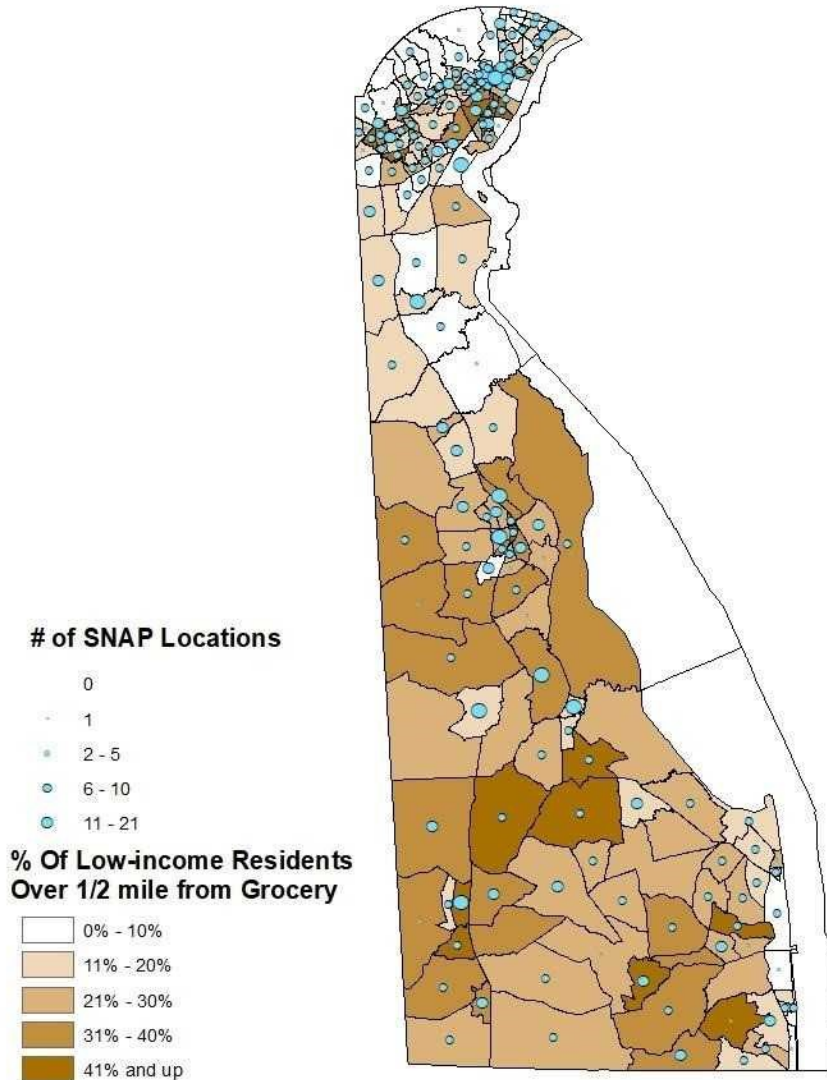 # of SNAP Locations
0
1
2 - 5
6 - 10
11 - 21
% Of Low-income Residents
Over 1/2 mile from Grocery
0% - 10%
11% - 20%
21% - 30%
31% - 40%
41% and up